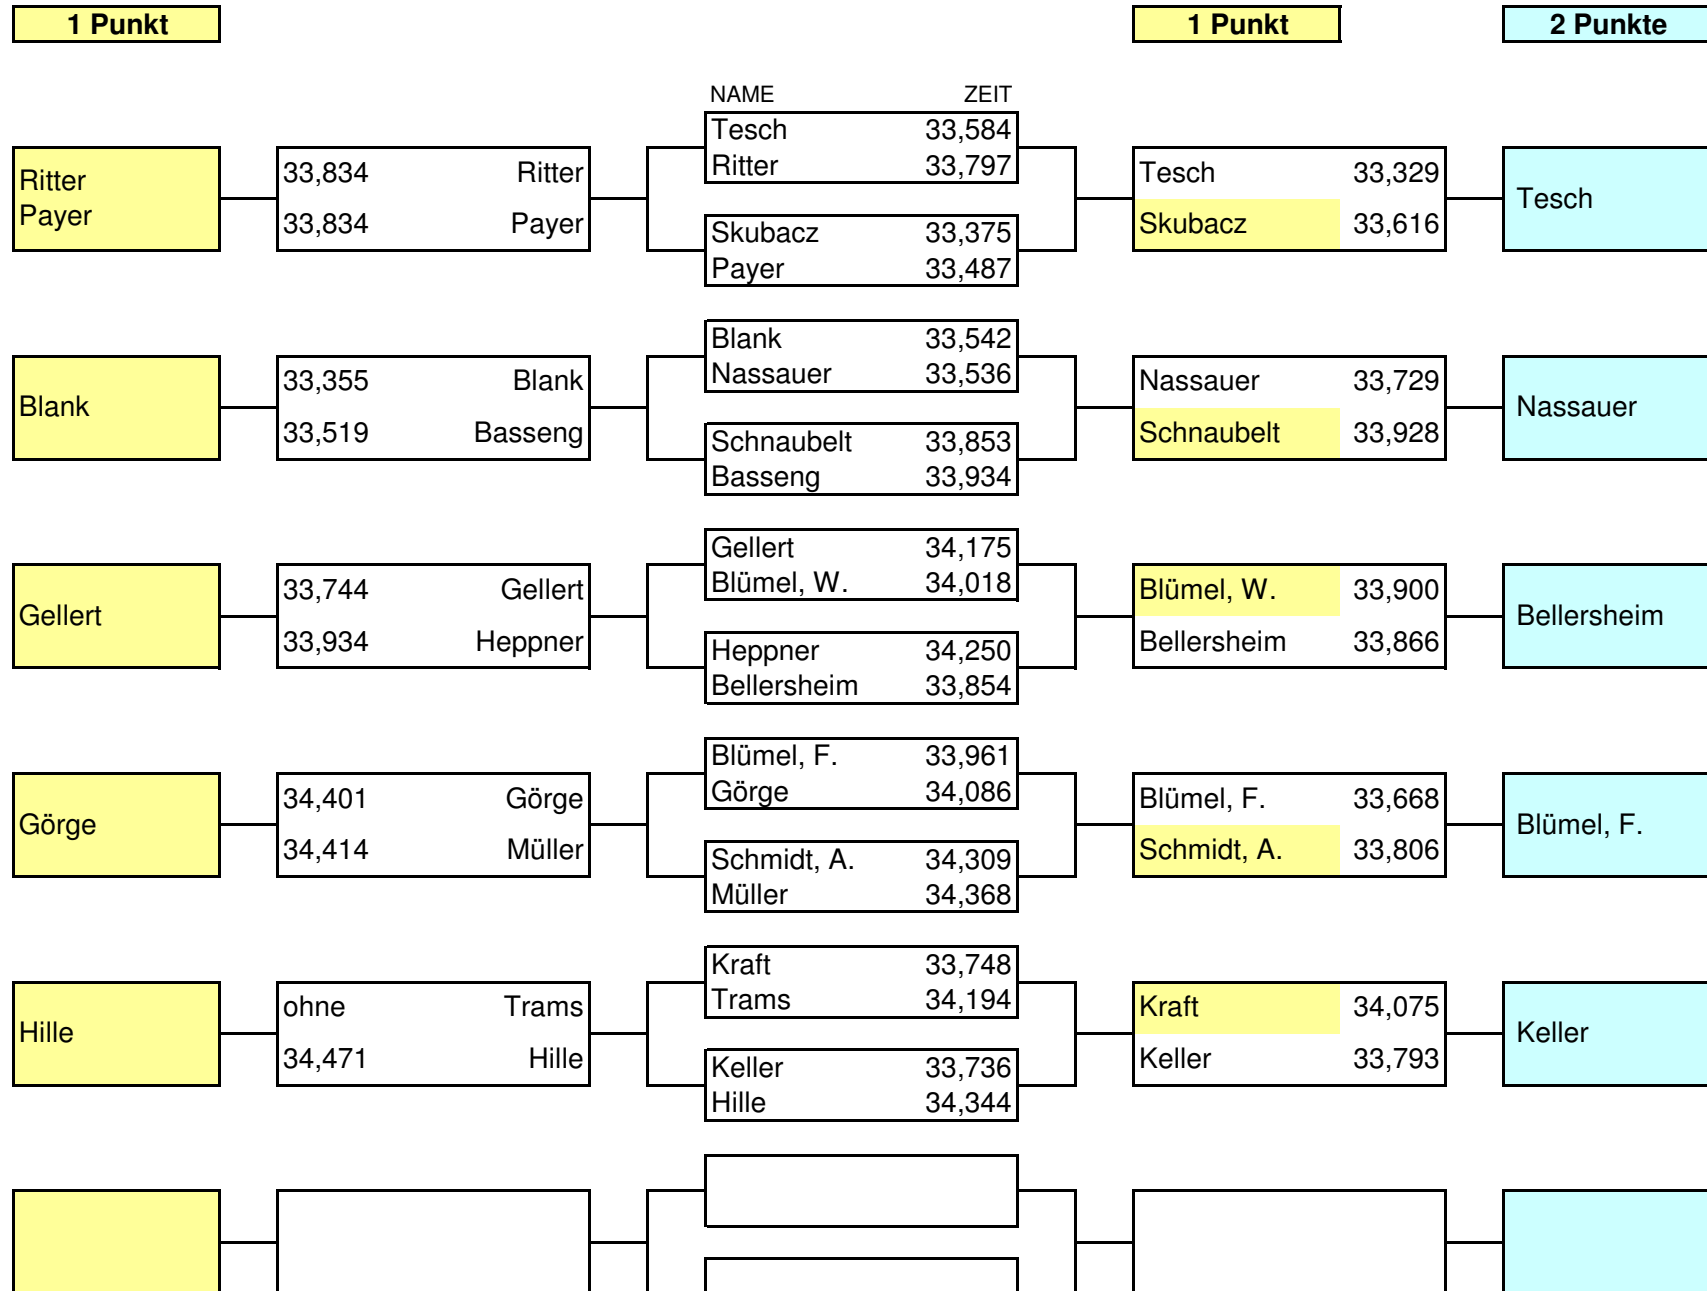 1 Punkt 1 Punkt 2 Punkte
NAME ZEIT
Tesch 33,584
Ritter 33,797
Skubacz 33,375
Payer 33,487
Ritter
Payer
33,834 Ritter
33,834 Payer
Tesch 33,329
Skubacz 33,616
Tesch
Blank 33,542
Nassauer 33,536
Schnaubelt 33,853
Basseng 33,934
Blank
33,355 Blank
33,519 Basseng
Nassauer 33,729
Schnaubelt 33,928
Nassauer
Gellert 34,175
Blümel, W. 34,018
Heppner 34,250
Bellersheim 33,854
Gellert
33,744 Gellert
33,934 Heppner
Blümel, W. 33,900
Bellersheim 33,866
Bellersheim
Blümel, F. 33,961
Görge 34,086
Schmidt, A. 34,309
Müller 34,368
Görge
34,401 Görge
34,414 Müller
Blümel, F. 33,668
Schmidt, A. 33,806
Blümel, F.
Kraft 33,748
Trams 34,194
Keller 33,736
Hille 34,344
Hille
ohne Trams
34,471 Hille
Kraft 34,075
Keller 33,793
Keller